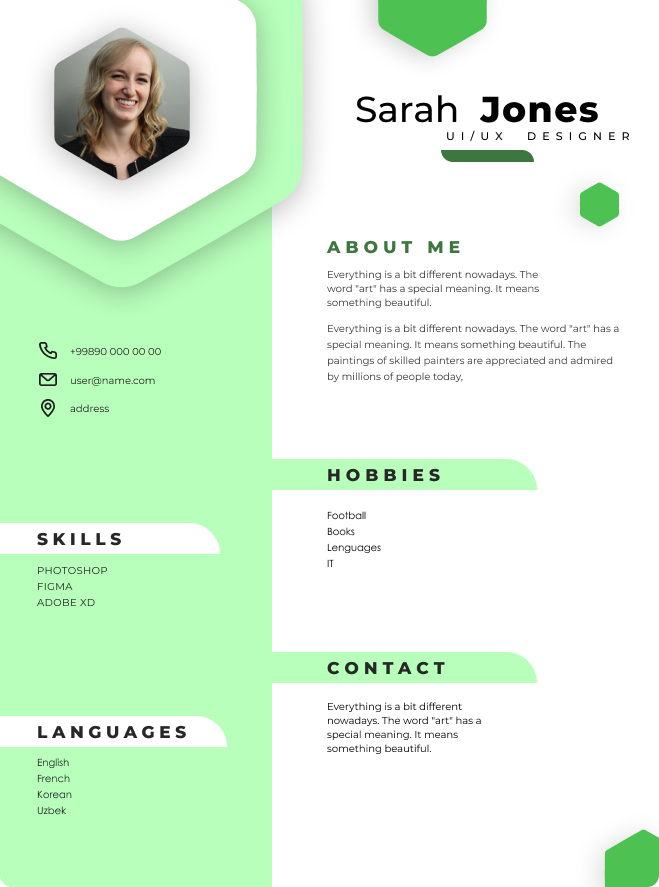 Sarah Jones
UI/UX DESIGNER
ABOUT ME
Everything is a bit different nowadays. The
word "art" has a special meaning. It means
something beautiful.
Everything is a bit different nowadays. The word "art" has a
special meaning. It means something beautiful. The
paintings of skilled painters are appreciated and admired
by millions of people today,
+99890 000 00 00
user@name.com
address
HOBBIES
Football
Books
Lenguages
IT
SKILLS
PHOTOSHOP
FIGMA
ADOBE XD
CONTACT
Everything is a bit different
nowadays. The word "art" has a
special meaning. It means
something beautiful.
LANGUAGES
English
French
Korean
Uzbek